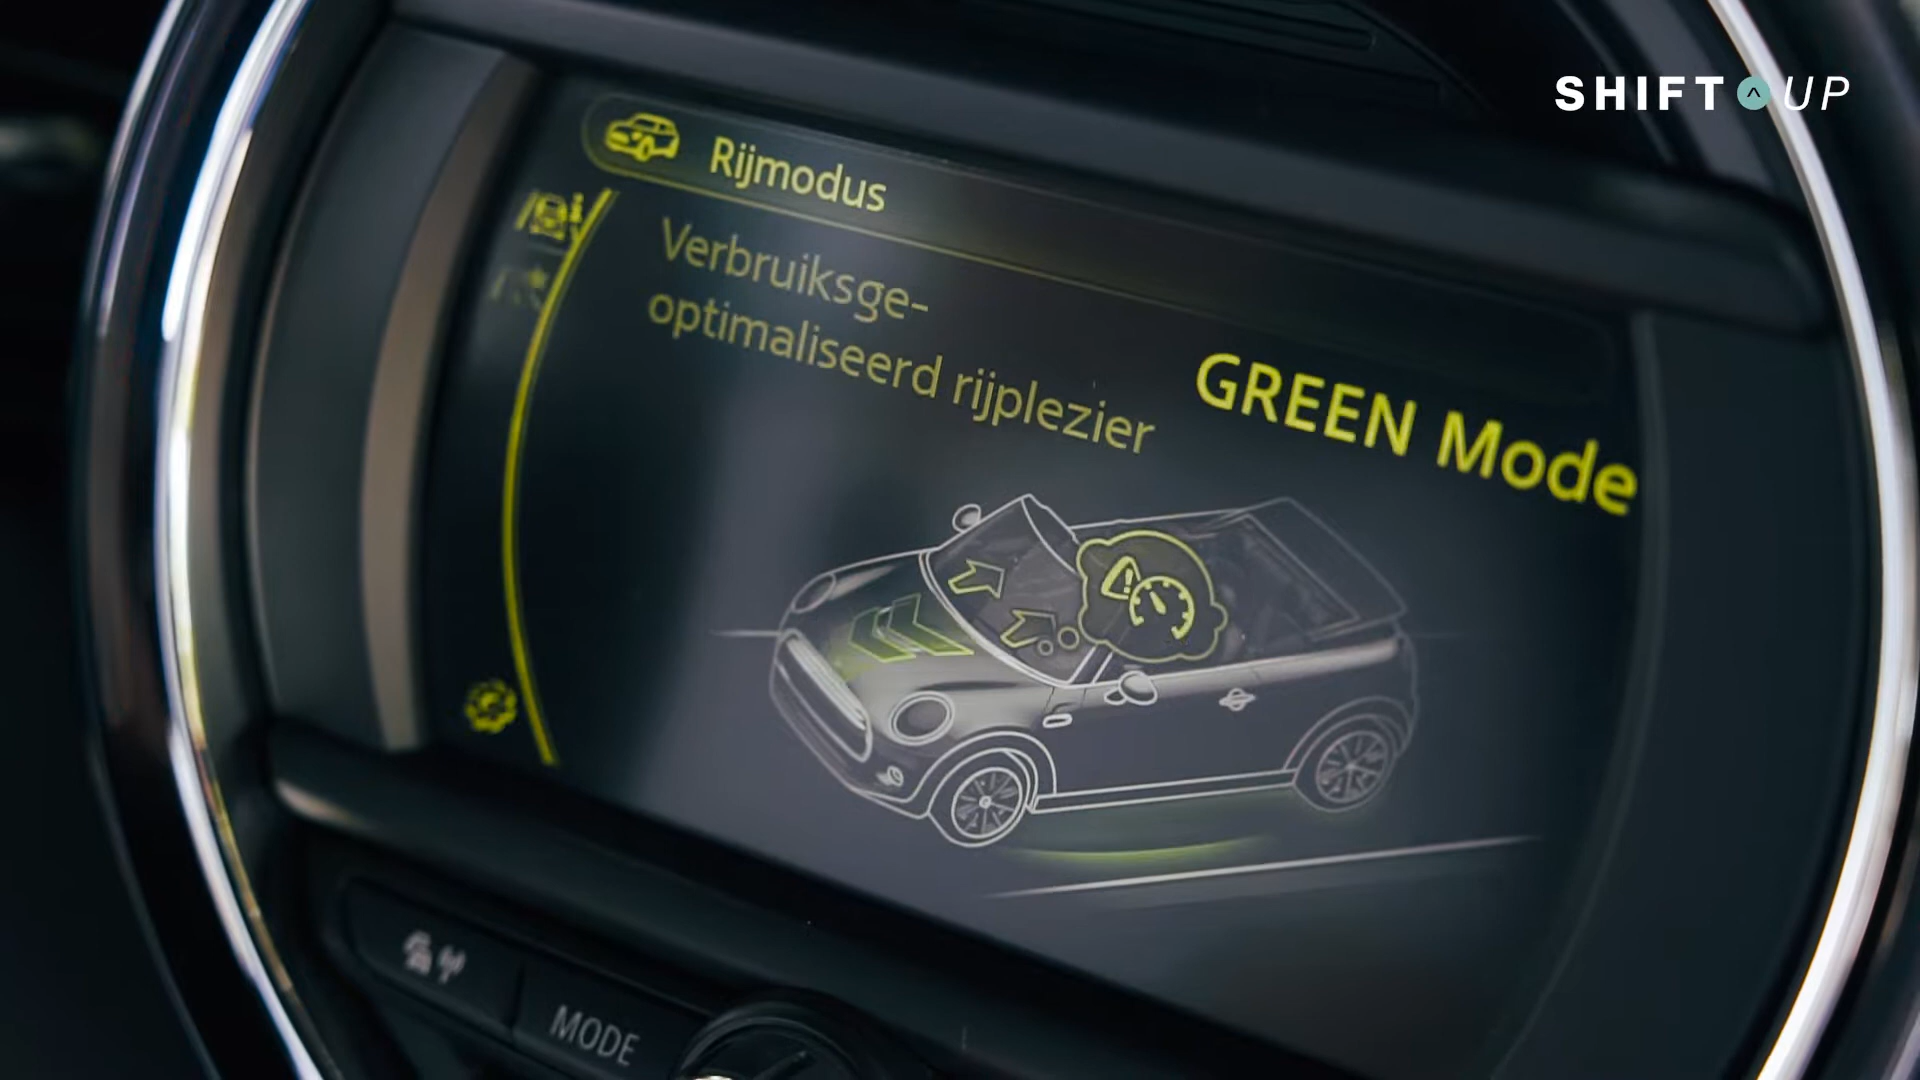 SHIFT UP
Rijmodus
Verbruiksge-
optimaliseerd rijplezier
GREEN Mode
MODE